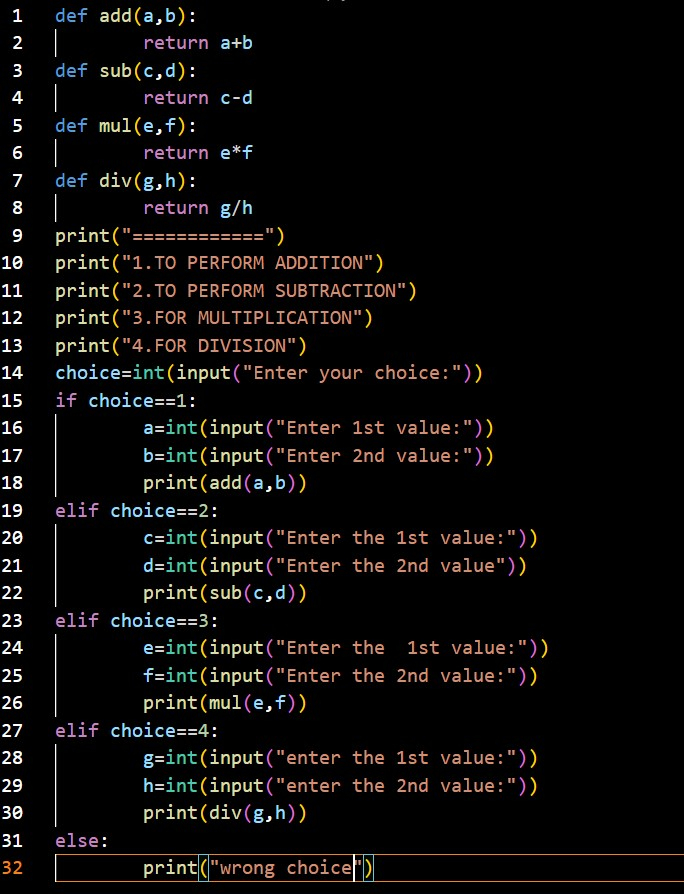 1 def add(a,b):
2         return a+b
3 def sub(c,d):
4         return c-d
5 def mul(e,f):
6         return e*f
7 def div(g,h):
8         return g/h
9 print("============")
10 print("1.TO PERFORM ADDITION")
11 print("2.TO PERFORM SUBTRACTION")
12 print("3.FOR MULTIPLICATION")
13 print("4.FOR DIVISION")
14 choice=int(input("Enter your choice:"))
15 if choice==1:
16         a=int(input("Enter 1st value:"))
17         b=int(input("Enter 2nd value:"))
18         print(add(a,b))
19 elif choice==2:
20         c=int(input("Enter the 1st value:"))
21         d=int(input("Enter the 2nd value"))
22         print(sub(c,d))
23 elif choice==3:
24         e=int(input("Enter the  1st value:"))
25         f=int(input("Enter the 2nd value:"))
26         print(mul(e,f))
27 elif choice==4:
28         g=int(input("enter the 1st value:"))
29         h=int(input("enter the 2nd value:"))
30         print(div(g,h))
31 else:
32         print("wrong choice")